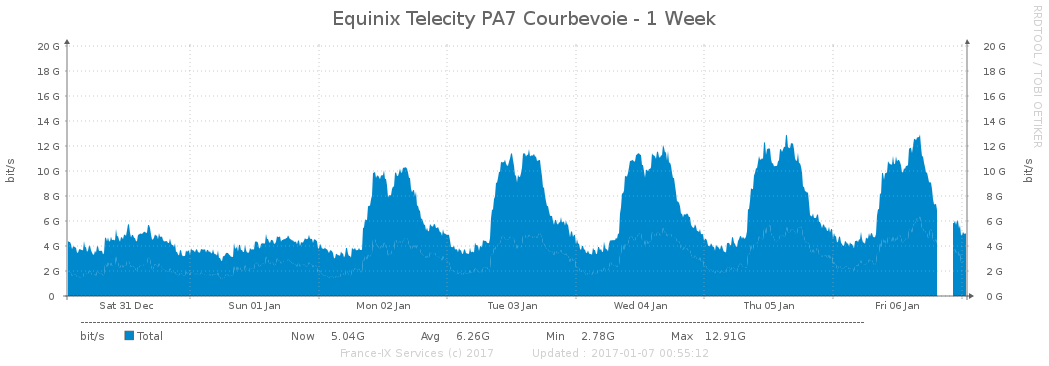 Equinix Telecity PA7 Courbevoie - 1 Week
RRDTOOL / TOBI OETIKER
bit/s
20 G
18 G
16 G
14 G
12 G
10 G
8 G
6 G
4 G
2 G
0
20 G
18 G
16 G
14 G
12 G
10 G
8 G
6 G
4 G
2 G
0 G
bit/s
Sat 31 Dec Sun 01 Jan Mon 02 Jan Tue 03 Jan Wed 04 Jan Thu 05 Jan Fri 06 Jan
bit/s Total Now 5.04G Avg 6.26G Min 2.78G Max 12.91G
France-IX Services (c) 2017 Updated : 2017-01-07 00:55:12